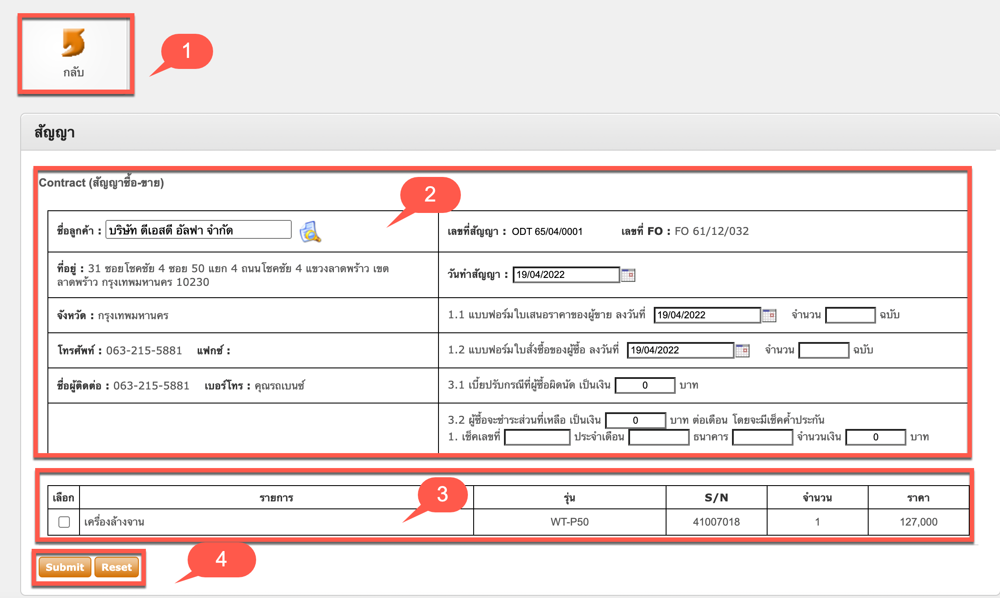 กลับ
1
สัญญา
Contract (สัญญาซื้อ-ขาย)
2
ชื่อลูกค้า : บริษัท ดีเอสดี อัลฟา จำกัด
เลขที่สัญญา : ODT 65/04/0001 เลขที่ FO : FO 61/12/032
ที่อยู่ : 31 ซอยโชคชัย 4 ซอย 50 แยก 4 ถนนโชคชัย 4 แขวงลาดพร้าว เขต
ลาดพร้าว กรุงเทพมหานคร 10230
วันทำสัญญา : 19/04/2022
จังหวัด : กรุงเทพมหานคร
1.1 แบบฟอร์มใบเสนอราคาของผู้ขาย ลงวันที่ 19/04/2022 จำนวน ฉบับ
โทรศัพท์ : 063-215-5881 แฟกซ์ :
1.2 แบบฟอร์มใบสั่งซื้อของผู้ซื้อ ลงวันที่ 19/04/2022 จำนวน ฉบับ
ชื่อผู้ติดต่อ : 063-215-5881 เบอร์โทร : คุณรถเบนซ์
3.1 เบี้ยปรับกรณีที่ผู้ซื้อผิดนัด เป็นเงิน 0 บาท
3.2 ผู้ซื้อจะชำระส่วนที่เหลือ เป็นเงิน 0 บาท ต่อเดือน โดยจะมีเช็คค้ำประกัน
1. เช็คเลขที่ ประจำเดือน ธนาคาร จำนวนเงิน 0 บาท
3
เลือก รายการ รุ่น S/N จำนวน ราคา
เครื่องล้างจาน WT-P50 41007018 1 127,000
4
Submit Reset